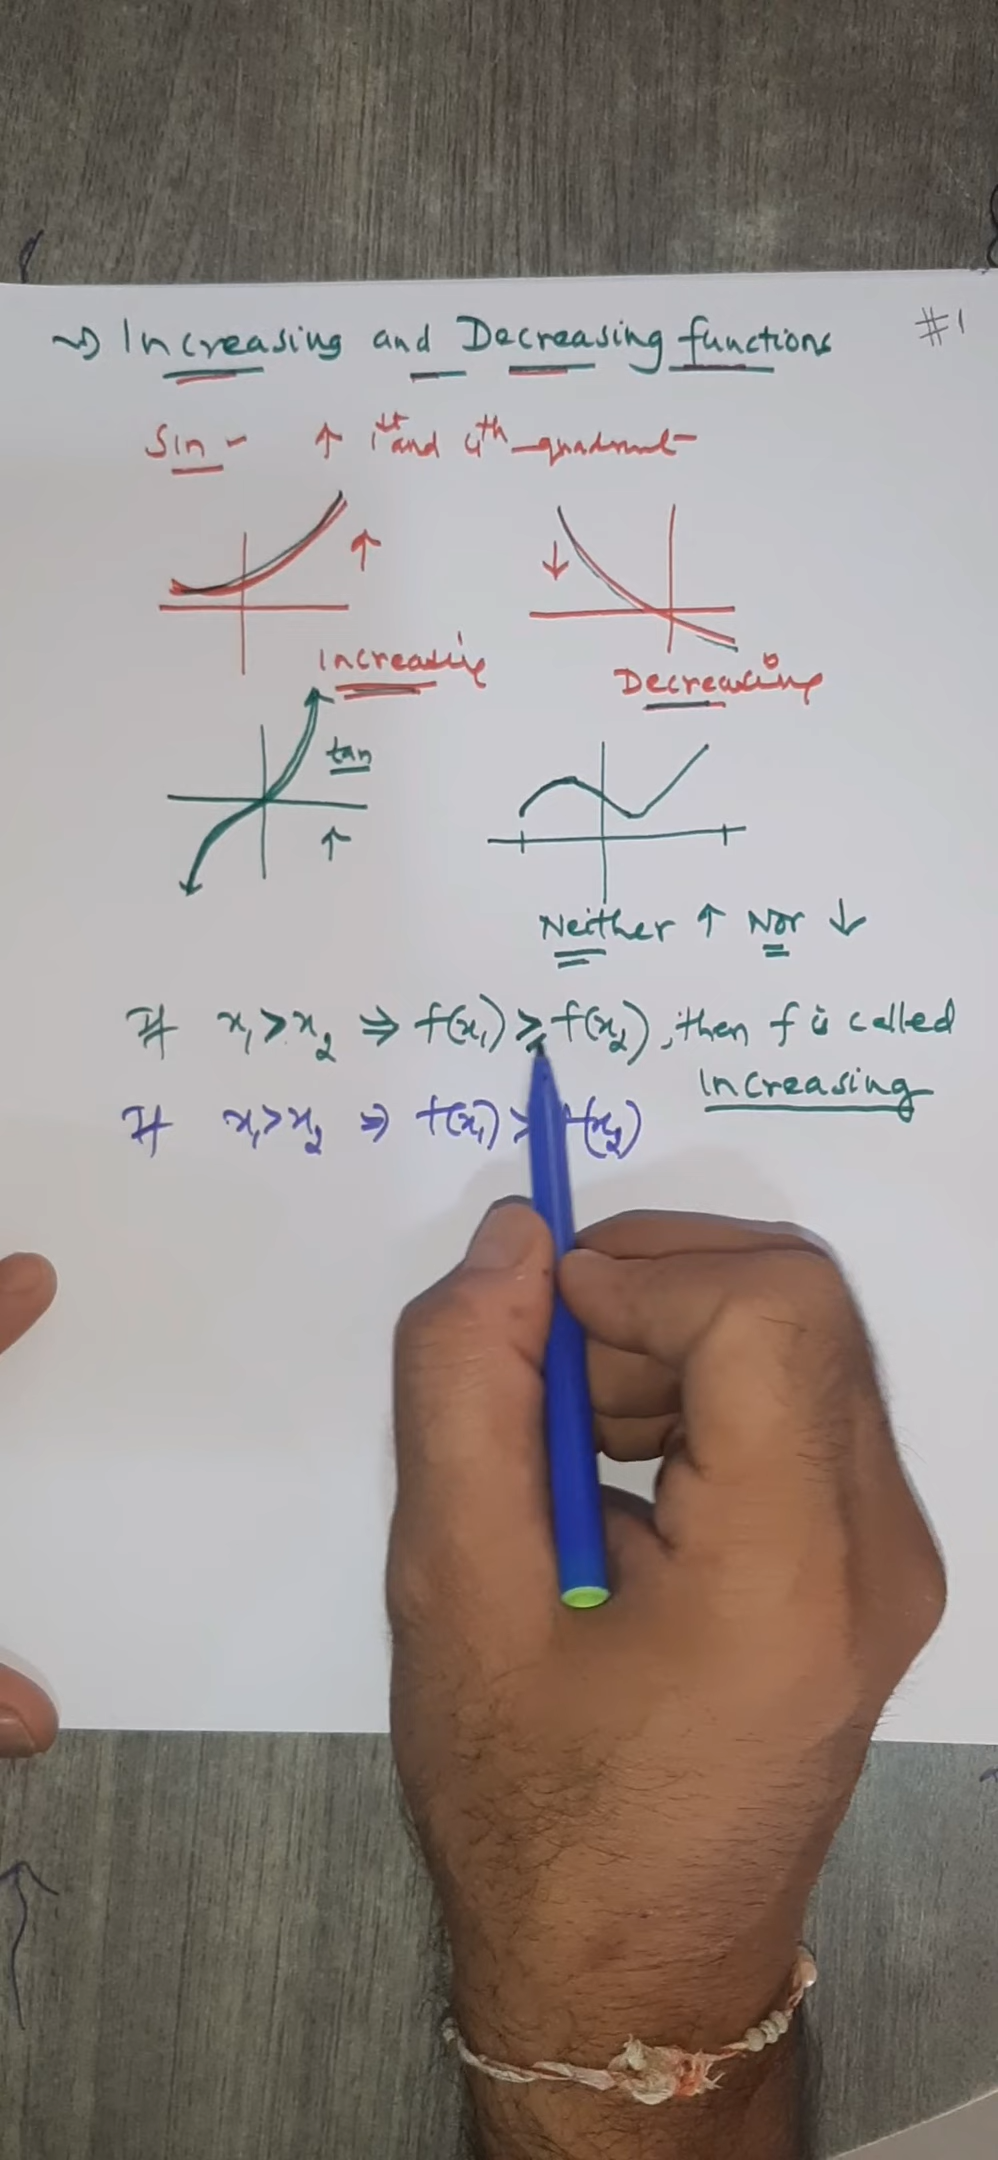 → Increasing and Decreasing functions
#1
Sin - ↑ 1st and 4th quadrant
↑
↓
Increasing
Decreasing
tan
↑
Neither ↑ Nor ↓
If x₁ > x₂ ⇒ f(x₁) ≥ f(x₂), then f is called
Increasing
If x₁ > x₂ ⇒ f(x₁) > f(x₂)